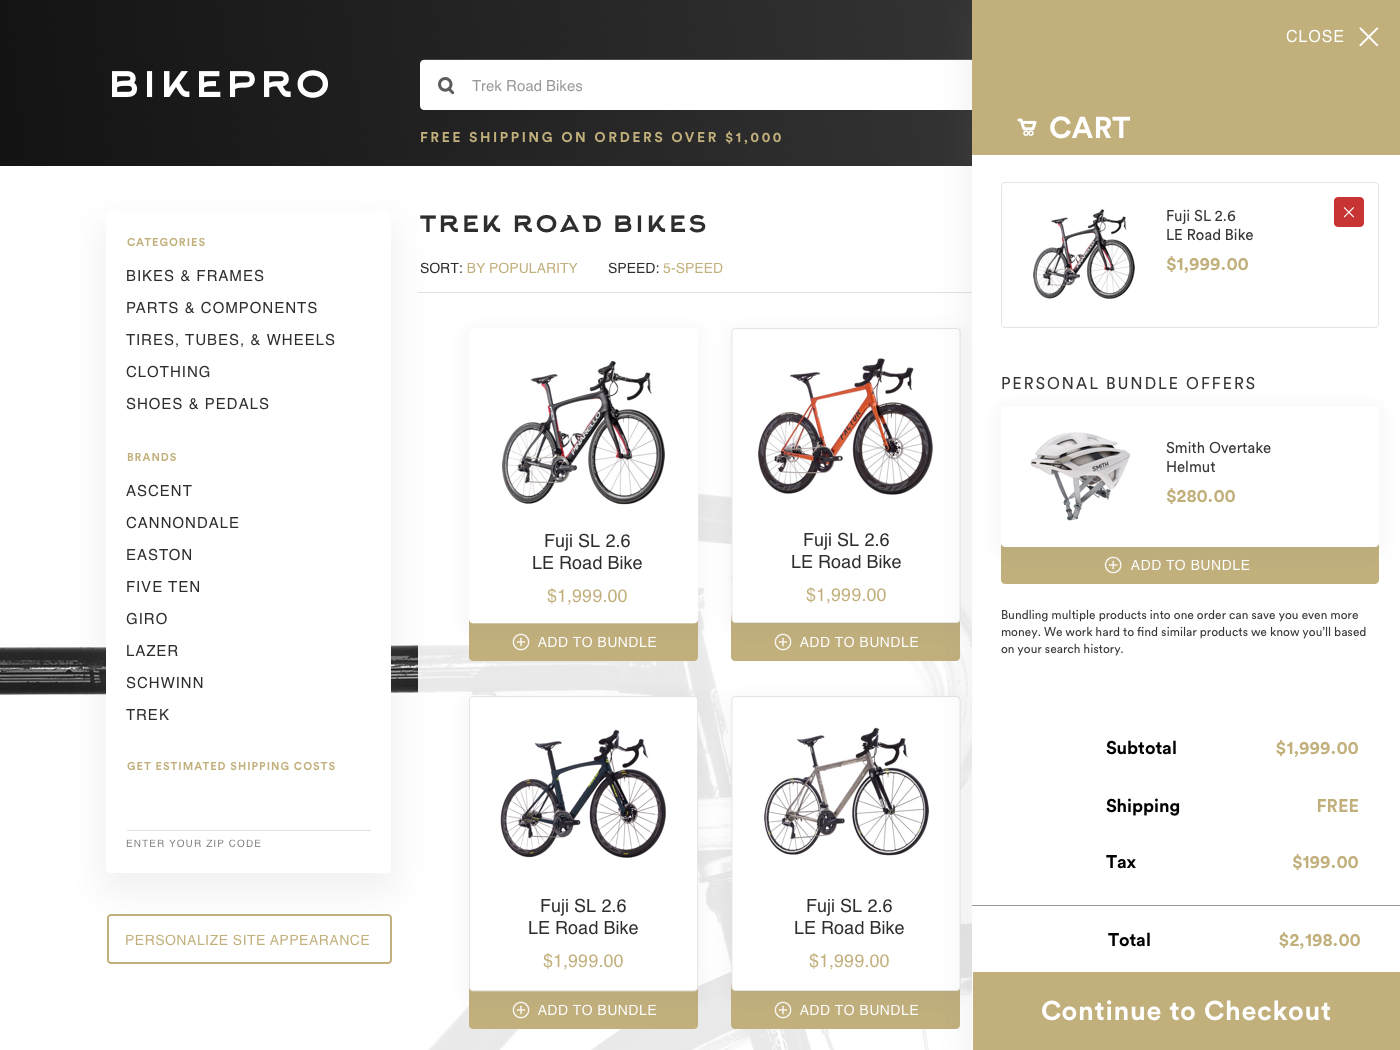 BIKEPRO
Trek Road Bikes
FREE SHIPPING ON ORDERS OVER $1,000
CATEGORIES
BIKES & FRAMES
PARTS & COMPONENTS
TIRES, TUBES, & WHEELS
CLOTHING
SHOES & PEDALS
BRANDS
ASCENT
CANNONDALE
EASTON
FIVE TEN
GIRO
LAZER
SCHWINN
TREK
GET ESTIMATED SHIPPING COSTS
ENTER YOUR ZIP CODE
PERSONALIZE SITE APPEARANCE
TREK ROAD BIKES
SORT: BY POPULARITY SPEED: 5-SPEED
PINARELLO
Fuji SL 2.6
LE Road Bike
$1,999.00
ADD TO BUNDLE
FACTOR
Fuji SL 2.6
LE Road Bike
$1,999.00
ADD TO BUNDLE
Fuji SL 2.6
LE Road Bike
$1,999.00
ADD TO BUNDLE
Fuji SL 2.6
LE Road Bike
$1,999.00
ADD TO BUNDLE
CLOSE
CART
Fuji SL 2.6
LE Road Bike
$1,999.00
PERSONAL BUNDLE OFFERS
SMITH
Smith Overtake
Helmut
$280.00
ADD TO BUNDLE
Bundling multiple products into one order can save you even more
money. We work hard to find similar products we know you'll based
on your search history.
Subtotal $1,999.00
Shipping FREE
Tax $199.00
Total $2,198.00
Continue to Checkout